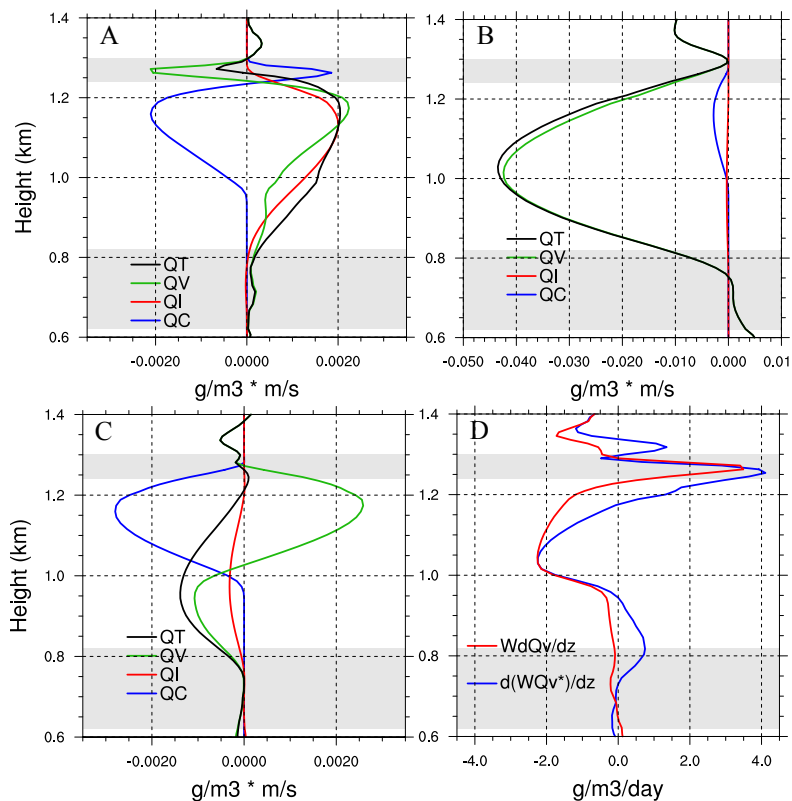 A
1.4
1.2
1.0
0.8
0.6
Height (km)
QT
QV
QI
QC
-0.0020
0.0000
0.0020
g/m3 * m/s
B
1.4
1.2
1.0
0.8
0.6
QT
QV
QI
QC
-0.050
-0.030
-0.010
0.000
0.01
g/m3 * m/s
C
1.4
1.2
1.0
0.8
0.6
Height (km)
QT
QV
QI
QC
-0.0020
0.0000
0.0020
g/m3 * m/s
D
1.4
1.2
1.0
0.8
0.6
WdQv/dz
d(WQv*)/dz
-4.0
-2.0
0.0
2.0
4.0
g/m3/day